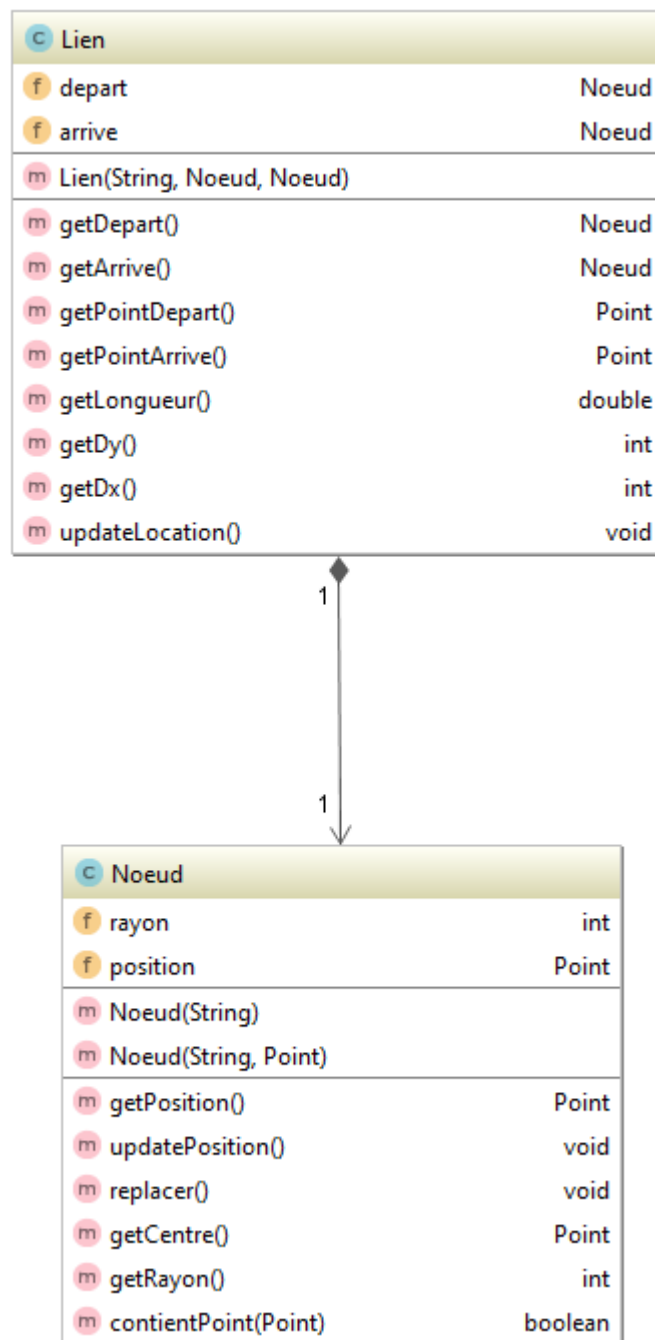 C Lien
f depart Noeud
f arrive Noeud
m Lien(String, Noeud, Noeud)
m getDepart() Noeud
m getArrive() Noeud
m getPointDepart() Point
m getPointArrive() Point
m getLongueur() double
m getDy() int
m getDx() int
m updateLocation() void
1
1
C Noeud
f rayon int
f position Point
m Noeud(String)
m Noeud(String, Point)
m getPosition() Point
m updatePosition() void
m replacer() void
m getCentre() Point
m getRayon() int
m contientPoint(Point) boolean